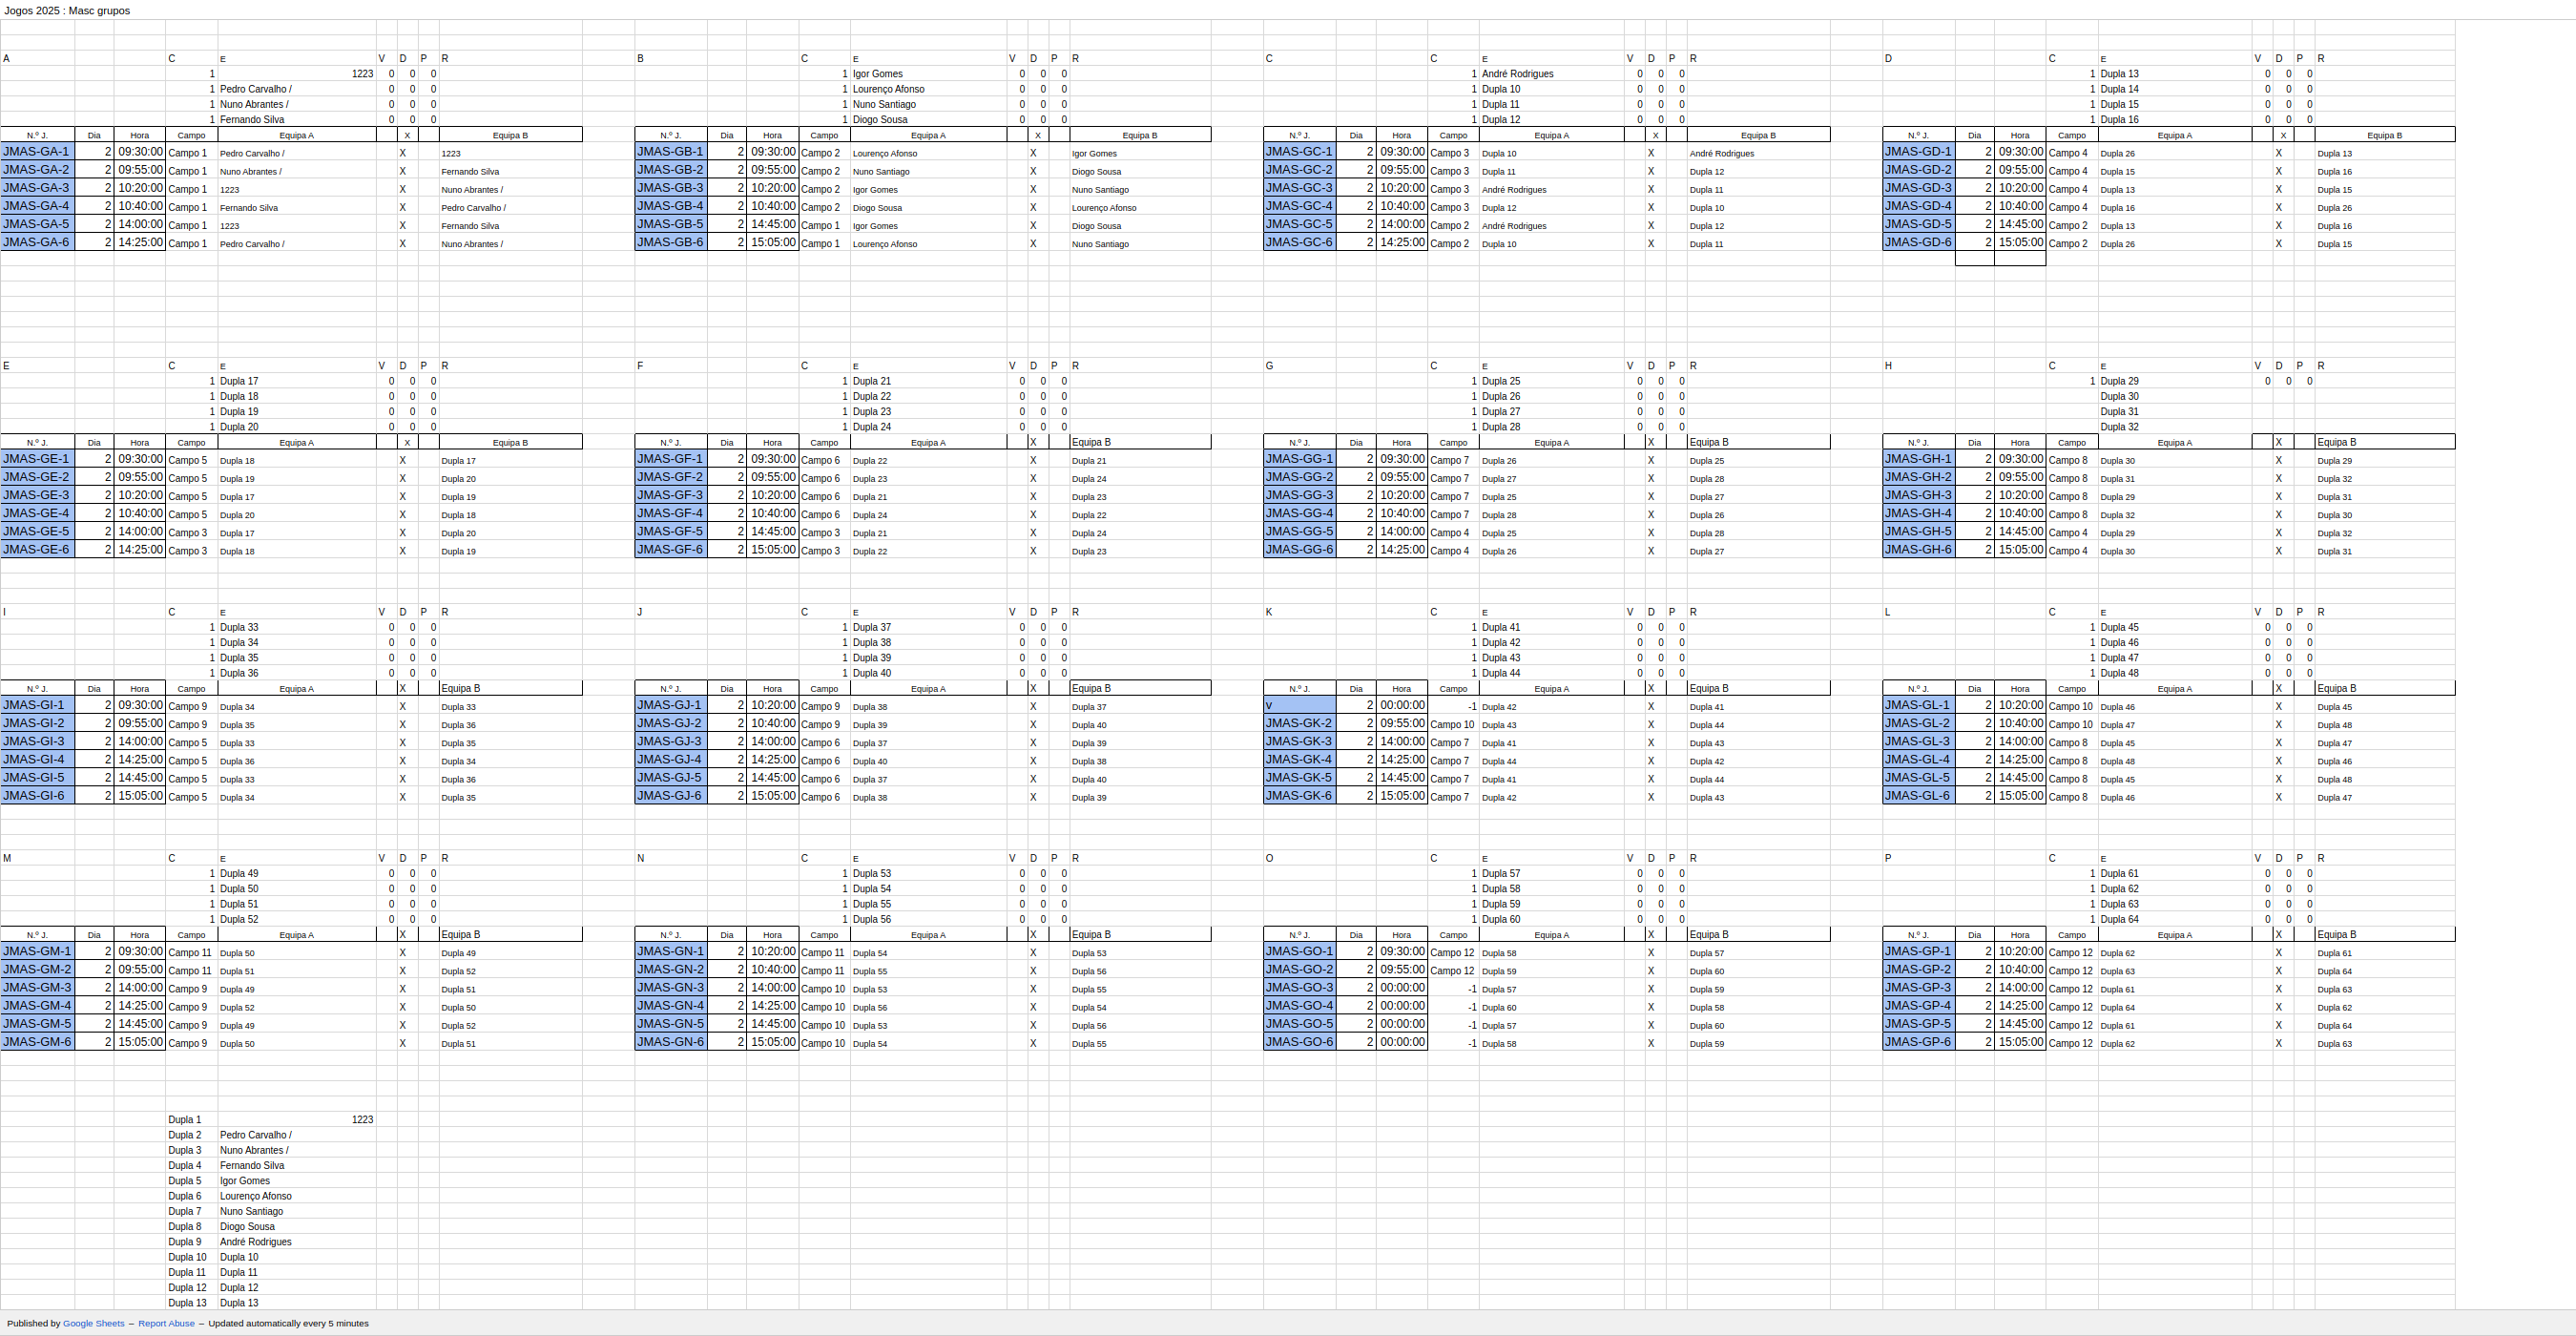 Jogos 2025 : Masc grupos
A C E V D P R B C E V D P R C C E V D P R D C E V D P R
1 1223 0 0 0 1 Igor Gomes 0 0 0 1 André Rodrigues 0 0 0 1 Dupla 13 0 0 0
1 Pedro Carvalho / 0 0 0 1 Lourenço Afonso 0 0 0 1 Dupla 10 0 0 0 1 Dupla 14 0 0 0
1 Nuno Abrantes / 0 0 0 1 Nuno Santiago 0 0 0 1 Dupla 11 0 0 0 1 Dupla 15 0 0 0
1 Fernando Silva 0 0 0 1 Diogo Sousa 0 0 0 1 Dupla 12 0 0 0 1 Dupla 16 0 0 0
N.º J. Dia Hora Campo Equipa A X Equipa B N.º J. Dia Hora Campo Equipa A X Equipa B N.º J. Dia Hora Campo Equipa A X Equipa B N.º J. Dia Hora Campo Equipa A X Equipa B
JMAS-GA-1 2 09:30:00 Campo 1 Pedro Carvalho / X 1223 JMAS-GB-1 2 09:30:00 Campo 2 Lourenço Afonso X Igor Gomes JMAS-GC-1 2 09:30:00 Campo 3 Dupla 10 X André Rodrigues JMAS-GD-1 2 09:30:00 Campo 4 Dupla 26 X Dupla 13
JMAS-GA-2 2 09:55:00 Campo 1 Nuno Abrantes / X Fernando Silva JMAS-GB-2 2 09:55:00 Campo 2 Nuno Santiago X Diogo Sousa JMAS-GC-2 2 09:55:00 Campo 3 Dupla 11 X Dupla 12 JMAS-GD-2 2 09:55:00 Campo 4 Dupla 15 X Dupla 16
JMAS-GA-3 2 10:20:00 Campo 1 1223 X Nuno Abrantes / JMAS-GB-3 2 10:20:00 Campo 2 Igor Gomes X Nuno Santiago JMAS-GC-3 2 10:20:00 Campo 3 André Rodrigues X Dupla 11 JMAS-GD-3 2 10:20:00 Campo 4 Dupla 13 X Dupla 15
JMAS-GA-4 2 10:40:00 Campo 1 Fernando Silva X Pedro Carvalho / JMAS-GB-4 2 10:40:00 Campo 2 Diogo Sousa X Lourenço Afonso JMAS-GC-4 2 10:40:00 Campo 3 Dupla 12 X Dupla 10 JMAS-GD-4 2 10:40:00 Campo 4 Dupla 16 X Dupla 26
JMAS-GA-5 2 14:00:00 Campo 1 1223 X Fernando Silva JMAS-GB-5 2 14:45:00 Campo 1 Igor Gomes X Diogo Sousa JMAS-GC-5 2 14:00:00 Campo 2 André Rodrigues X Dupla 12 JMAS-GD-5 2 14:45:00 Campo 2 Dupla 13 X Dupla 16
JMAS-GA-6 2 14:25:00 Campo 1 Pedro Carvalho / X Nuno Abrantes / JMAS-GB-6 2 15:05:00 Campo 1 Lourenço Afonso X Nuno Santiago JMAS-GC-6 2 14:25:00 Campo 2 Dupla 10 X Dupla 11 JMAS-GD-6 2 15:05:00 Campo 2 Dupla 26 X Dupla 15
E C E V D P R F C E V D P R G C E V D P R H C E V D P R
1 Dupla 17 0 0 0 1 Dupla 21 0 0 0 1 Dupla 25 0 0 0 1 Dupla 29 0 0 0
1 Dupla 18 0 0 0 1 Dupla 22 0 0 0 1 Dupla 26 0 0 0 Dupla 30
1 Dupla 19 0 0 0 1 Dupla 23 0 0 0 1 Dupla 27 0 0 0 Dupla 31
1 Dupla 20 0 0 0 1 Dupla 24 0 0 0 1 Dupla 28 0 0 0 Dupla 32
N.º J. Dia Hora Campo Equipa A X Equipa B N.º J. Dia Hora Campo Equipa A X Equipa B N.º J. Dia Hora Campo Equipa A X Equipa B N.º J. Dia Hora Campo Equipa A X Equipa B
JMAS-GE-1 2 09:30:00 Campo 5 Dupla 18 X Dupla 17 JMAS-GF-1 2 09:30:00 Campo 6 Dupla 22 X Dupla 21 JMAS-GG-1 2 09:30:00 Campo 7 Dupla 26 X Dupla 25 JMAS-GH-1 2 09:30:00 Campo 8 Dupla 30 X Dupla 29
JMAS-GE-2 2 09:55:00 Campo 5 Dupla 19 X Dupla 20 JMAS-GF-2 2 09:55:00 Campo 6 Dupla 23 X Dupla 24 JMAS-GG-2 2 09:55:00 Campo 7 Dupla 27 X Dupla 28 JMAS-GH-2 2 09:55:00 Campo 8 Dupla 31 X Dupla 32
JMAS-GE-3 2 10:20:00 Campo 5 Dupla 17 X Dupla 19 JMAS-GF-3 2 10:20:00 Campo 6 Dupla 21 X Dupla 23 JMAS-GG-3 2 10:20:00 Campo 7 Dupla 25 X Dupla 27 JMAS-GH-3 2 10:20:00 Campo 8 Dupla 29 X Dupla 31
JMAS-GE-4 2 10:40:00 Campo 5 Dupla 20 X Dupla 18 JMAS-GF-4 2 10:40:00 Campo 6 Dupla 24 X Dupla 22 JMAS-GG-4 2 10:40:00 Campo 7 Dupla 28 X Dupla 26 JMAS-GH-4 2 10:40:00 Campo 8 Dupla 32 X Dupla 30
JMAS-GE-5 2 14:00:00 Campo 3 Dupla 17 X Dupla 20 JMAS-GF-5 2 14:45:00 Campo 3 Dupla 21 X Dupla 24 JMAS-GG-5 2 14:00:00 Campo 4 Dupla 25 X Dupla 28 JMAS-GH-5 2 14:45:00 Campo 4 Dupla 29 X Dupla 32
JMAS-GE-6 2 14:25:00 Campo 3 Dupla 18 X Dupla 19 JMAS-GF-6 2 15:05:00 Campo 3 Dupla 22 X Dupla 23 JMAS-GG-6 2 14:25:00 Campo 4 Dupla 26 X Dupla 27 JMAS-GH-6 2 15:05:00 Campo 4 Dupla 30 X Dupla 31
I C E V D P R J C E V D P R K C E V D P R L C E V D P R
1 Dupla 33 0 0 0 1 Dupla 37 0 0 0 1 Dupla 41 0 0 0 1 Dupla 45 0 0 0
1 Dupla 34 0 0 0 1 Dupla 38 0 0 0 1 Dupla 42 0 0 0 1 Dupla 46 0 0 0
1 Dupla 35 0 0 0 1 Dupla 39 0 0 0 1 Dupla 43 0 0 0 1 Dupla 47 0 0 0
1 Dupla 36 0 0 0 1 Dupla 40 0 0 0 1 Dupla 44 0 0 0 1 Dupla 48 0 0 0
N.º J. Dia Hora Campo Equipa A X Equipa B N.º J. Dia Hora Campo Equipa A X Equipa B N.º J. Dia Hora Campo Equipa A X Equipa B N.º J. Dia Hora Campo Equipa A X Equipa B
JMAS-GI-1 2 09:30:00 Campo 9 Dupla 34 X Dupla 33 JMAS-GJ-1 2 10:20:00 Campo 9 Dupla 38 X Dupla 37 v 2 00:00:00 -1 Dupla 42 X Dupla 41 JMAS-GL-1 2 10:20:00 Campo 10 Dupla 46 X Dupla 45
JMAS-GI-2 2 09:55:00 Campo 9 Dupla 35 X Dupla 36 JMAS-GJ-2 2 10:40:00 Campo 9 Dupla 39 X Dupla 40 JMAS-GK-2 2 09:55:00 Campo 10 Dupla 43 X Dupla 44 JMAS-GL-2 2 10:40:00 Campo 10 Dupla 47 X Dupla 48
JMAS-GI-3 2 14:00:00 Campo 5 Dupla 33 X Dupla 35 JMAS-GJ-3 2 14:00:00 Campo 6 Dupla 37 X Dupla 39 JMAS-GK-3 2 14:00:00 Campo 7 Dupla 41 X Dupla 43 JMAS-GL-3 2 14:00:00 Campo 8 Dupla 45 X Dupla 47
JMAS-GI-4 2 14:25:00 Campo 5 Dupla 36 X Dupla 34 JMAS-GJ-4 2 14:25:00 Campo 6 Dupla 40 X Dupla 38 JMAS-GK-4 2 14:25:00 Campo 7 Dupla 44 X Dupla 42 JMAS-GL-4 2 14:25:00 Campo 8 Dupla 48 X Dupla 46
JMAS-GI-5 2 14:45:00 Campo 5 Dupla 33 X Dupla 36 JMAS-GJ-5 2 14:45:00 Campo 6 Dupla 37 X Dupla 40 JMAS-GK-5 2 14:45:00 Campo 7 Dupla 41 X Dupla 44 JMAS-GL-5 2 14:45:00 Campo 8 Dupla 45 X Dupla 48
JMAS-GI-6 2 15:05:00 Campo 5 Dupla 34 X Dupla 35 JMAS-GJ-6 2 15:05:00 Campo 6 Dupla 38 X Dupla 39 JMAS-GK-6 2 15:05:00 Campo 7 Dupla 42 X Dupla 43 JMAS-GL-6 2 15:05:00 Campo 8 Dupla 46 X Dupla 47
M C E V D P R N C E V D P R O C E V D P R P C E V D P R
1 Dupla 49 0 0 0 1 Dupla 53 0 0 0 1 Dupla 57 0 0 0 1 Dupla 61 0 0 0
1 Dupla 50 0 0 0 1 Dupla 54 0 0 0 1 Dupla 58 0 0 0 1 Dupla 62 0 0 0
1 Dupla 51 0 0 0 1 Dupla 55 0 0 0 1 Dupla 59 0 0 0 1 Dupla 63 0 0 0
1 Dupla 52 0 0 0 1 Dupla 56 0 0 0 1 Dupla 60 0 0 0 1 Dupla 64 0 0 0
N.º J. Dia Hora Campo Equipa A X Equipa B N.º J. Dia Hora Campo Equipa A X Equipa B N.º J. Dia Hora Campo Equipa A X Equipa B N.º J. Dia Hora Campo Equipa A X Equipa B
JMAS-GM-1 2 09:30:00 Campo 11 Dupla 50 X Dupla 49 JMAS-GN-1 2 10:20:00 Campo 11 Dupla 54 X Dupla 53 JMAS-GO-1 2 09:30:00 Campo 12 Dupla 58 X Dupla 57 JMAS-GP-1 2 10:20:00 Campo 12 Dupla 62 X Dupla 61
JMAS-GM-2 2 09:55:00 Campo 11 Dupla 51 X Dupla 52 JMAS-GN-2 2 10:40:00 Campo 11 Dupla 55 X Dupla 56 JMAS-GO-2 2 09:55:00 Campo 12 Dupla 59 X Dupla 60 JMAS-GP-2 2 10:40:00 Campo 12 Dupla 63 X Dupla 64
JMAS-GM-3 2 14:00:00 Campo 9 Dupla 49 X Dupla 51 JMAS-GN-3 2 14:00:00 Campo 10 Dupla 53 X Dupla 55 JMAS-GO-3 2 00:00:00 -1 Dupla 57 X Dupla 59 JMAS-GP-3 2 14:00:00 Campo 12 Dupla 61 X Dupla 63
JMAS-GM-4 2 14:25:00 Campo 9 Dupla 52 X Dupla 50 JMAS-GN-4 2 14:25:00 Campo 10 Dupla 56 X Dupla 54 JMAS-GO-4 2 00:00:00 -1 Dupla 60 X Dupla 58 JMAS-GP-4 2 14:25:00 Campo 12 Dupla 64 X Dupla 62
JMAS-GM-5 2 14:45:00 Campo 9 Dupla 49 X Dupla 52 JMAS-GN-5 2 14:45:00 Campo 10 Dupla 53 X Dupla 56 JMAS-GO-5 2 00:00:00 -1 Dupla 57 X Dupla 60 JMAS-GP-5 2 14:45:00 Campo 12 Dupla 61 X Dupla 64
JMAS-GM-6 2 15:05:00 Campo 9 Dupla 50 X Dupla 51 JMAS-GN-6 2 15:05:00 Campo 10 Dupla 54 X Dupla 55 JMAS-GO-6 2 00:00:00 -1 Dupla 58 X Dupla 59 JMAS-GP-6 2 15:05:00 Campo 12 Dupla 62 X Dupla 63
Dupla 1 1223
Dupla 2 Pedro Carvalho /
Dupla 3 Nuno Abrantes /
Dupla 4 Fernando Silva
Dupla 5 Igor Gomes
Dupla 6 Lourenço Afonso
Dupla 7 Nuno Santiago
Dupla 8 Diogo Sousa
Dupla 9 André Rodrigues
Dupla 10 Dupla 10
Dupla 11 Dupla 11
Dupla 12 Dupla 12
Dupla 13 Dupla 13
Published by Google Sheets – Report Abuse – Updated automatically every 5 minutes